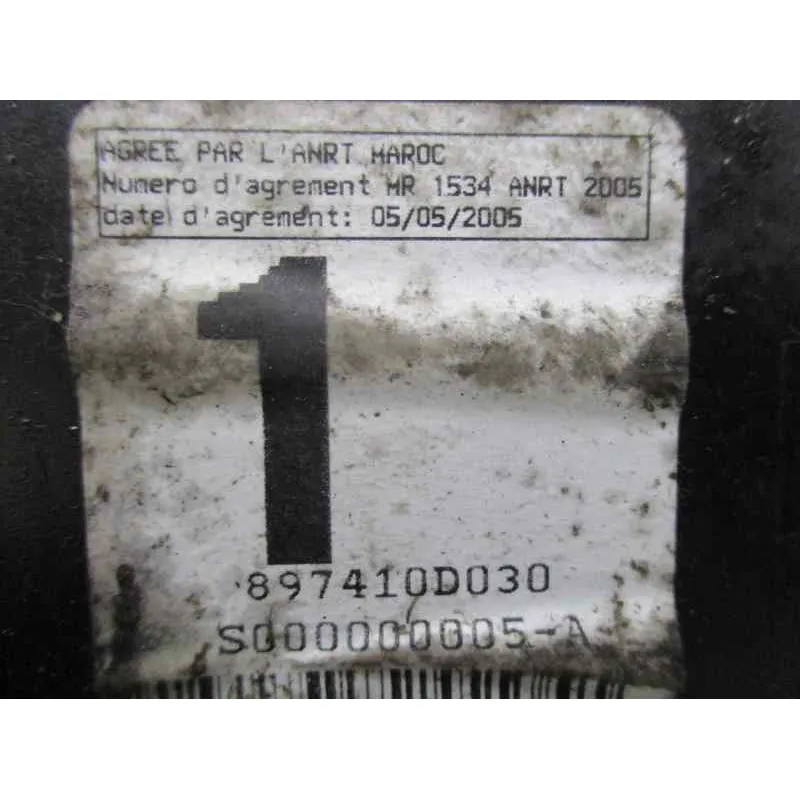 AGREE PAR L'ANRT MAROC
Numero d'agrement MR 1534 ANRT 2005
date d'agrement: 05/05/2005
1
897410D030
S000000005-A